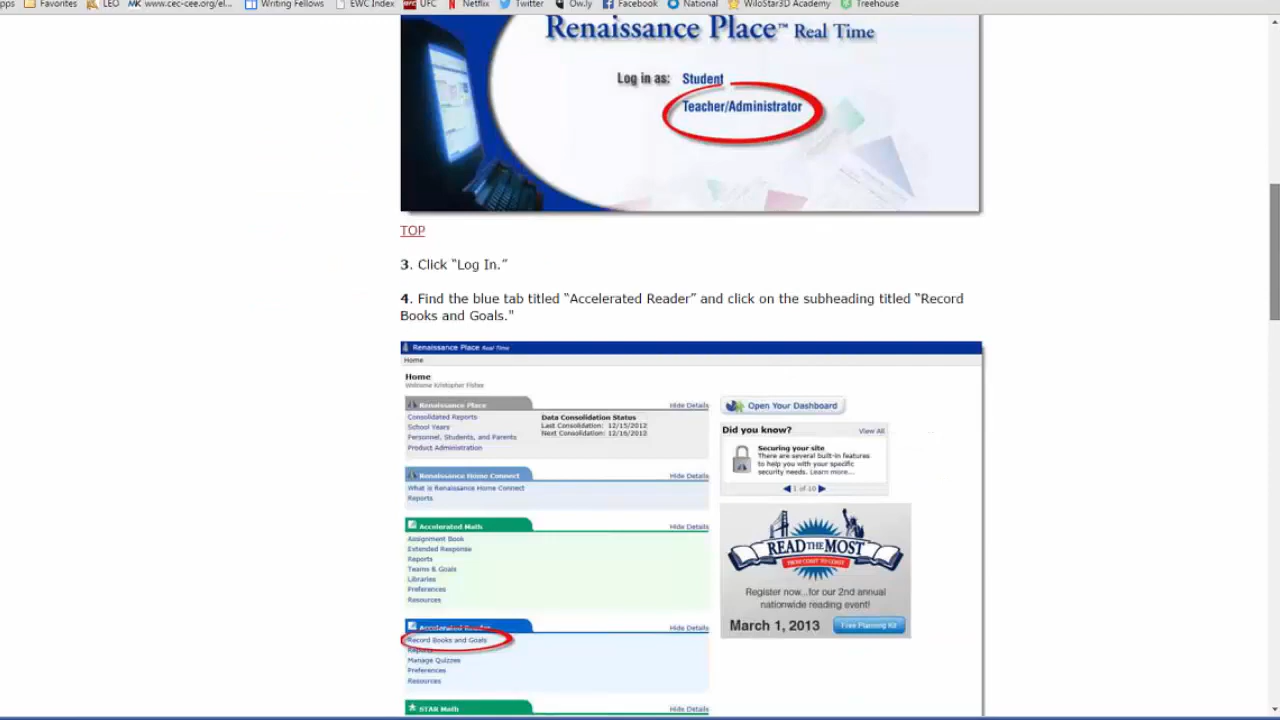 pps Favorites LEO www.cec-cee.org/el... Writing Fellows EWC Index UFC Netflix Twitter Ow.ly Facebook National WiloStar3D Academy Treehouse
Renaissance Place™ Real Time
Log in as: Student
Teacher/Administrator
TOP
3. Click “Log In.”
4. Find the blue tab titled “Accelerated Reader” and click on the subheading titled “Record
Books and Goals."
Renaissance Place Real Time
Home
Home
Welcome Kristopher Fisher
Renaissance Place Hide Details
Consolidated Reports
School Years
Personnel, Students, and Parents
Product Administration
Data Consolidation Status
Last Consolidation: 12/15/2012
Next Consolidation: 12/16/2012
Renaissance Home Connect Hide Details
What is Renaissance Home Connect
Reports
Accelerated Math Hide Details
Assignment Book
Extended Response
Reports
Teams & Goals
Libraries
Preferences
Resources
Accelerated Reader Hide Details
Record Books and Goals
Reports
Manage Quizzes
Preferences
Resources
STAR Math Hide Details
Open Your Dashboard
Did you know? View All
Securing your site
There are several built-in features
to help you with your specific
security needs. Learn more...
1 of 10
READ THE MOST
FROM COAST TO COAST
Register now...for our 2nd annual
nationwide reading event!
March 1, 2013 Free Planning Kit